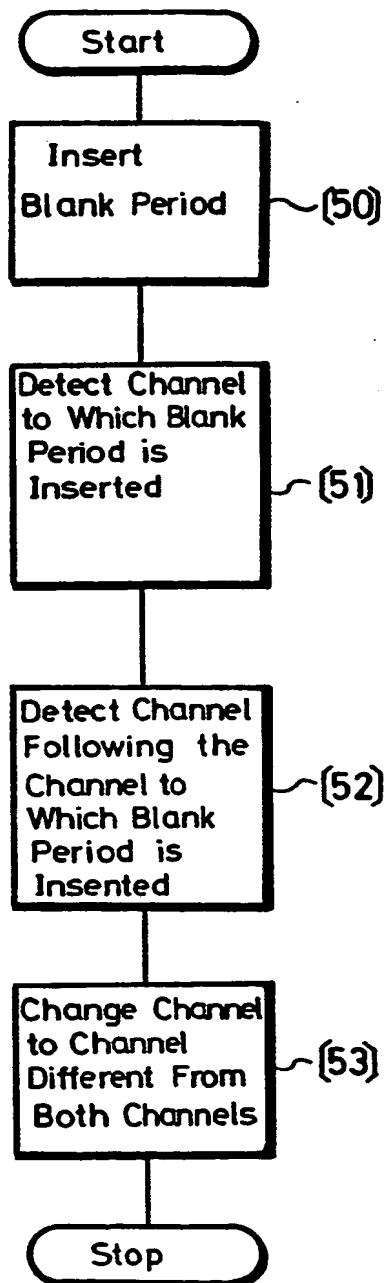 Start
Insert
Blank Period
[50]
Detect Channel
to Which Blank
Period is
Inserted
[51]
Detect Channel
Following the
Channel to
Which Blank
Period is
Insented
[52]
Change Channel
to Channel
Different From
Both Channels
[53]
Stop